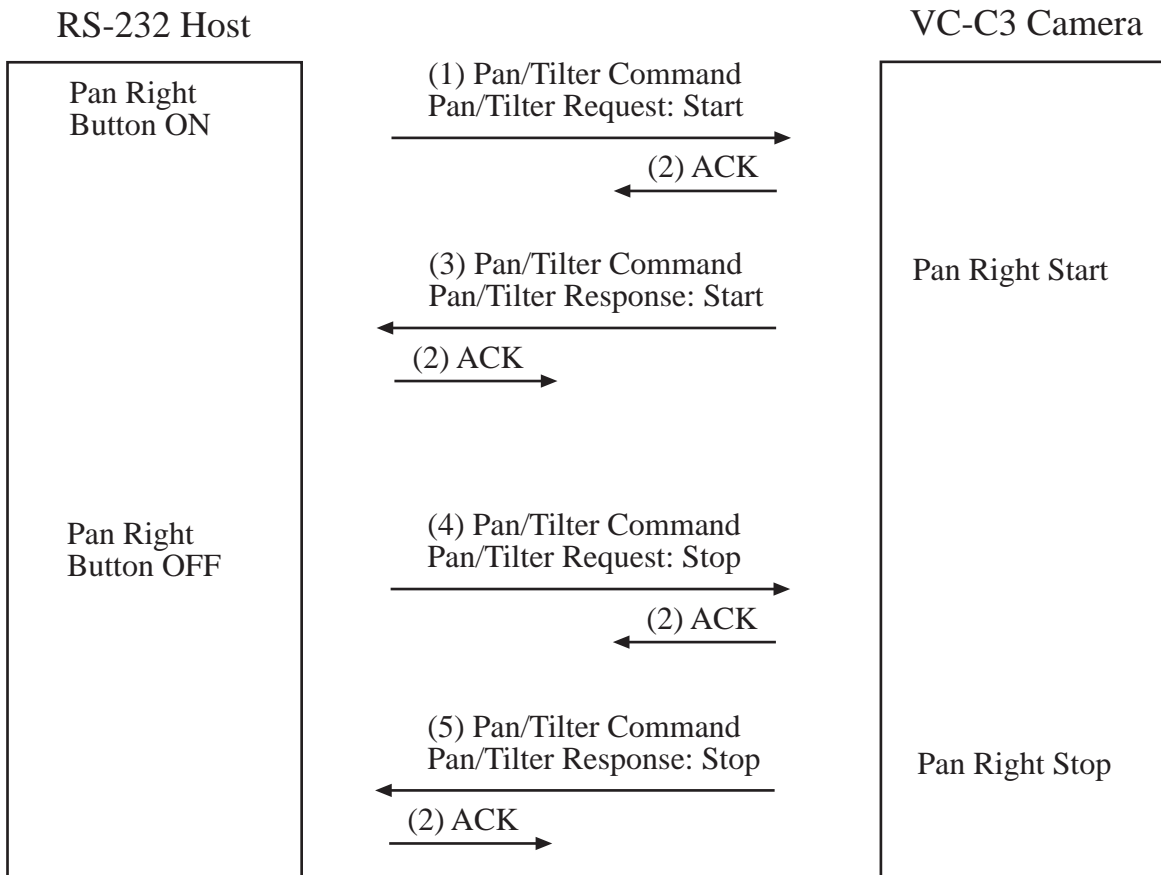 RS-232 Host
VC-C3 Camera
Pan Right
Button ON
(1) Pan/Tilter Command
Pan/Tilter Request: Start
(2) ACK
(3) Pan/Tilter Command
Pan/Tilter Response: Start
Pan Right Start
(2) ACK
Pan Right
Button OFF
(4) Pan/Tilter Command
Pan/Tilter Request: Stop
(2) ACK
(5) Pan/Tilter Command
Pan/Tilter Response: Stop
Pan Right Stop
(2) ACK